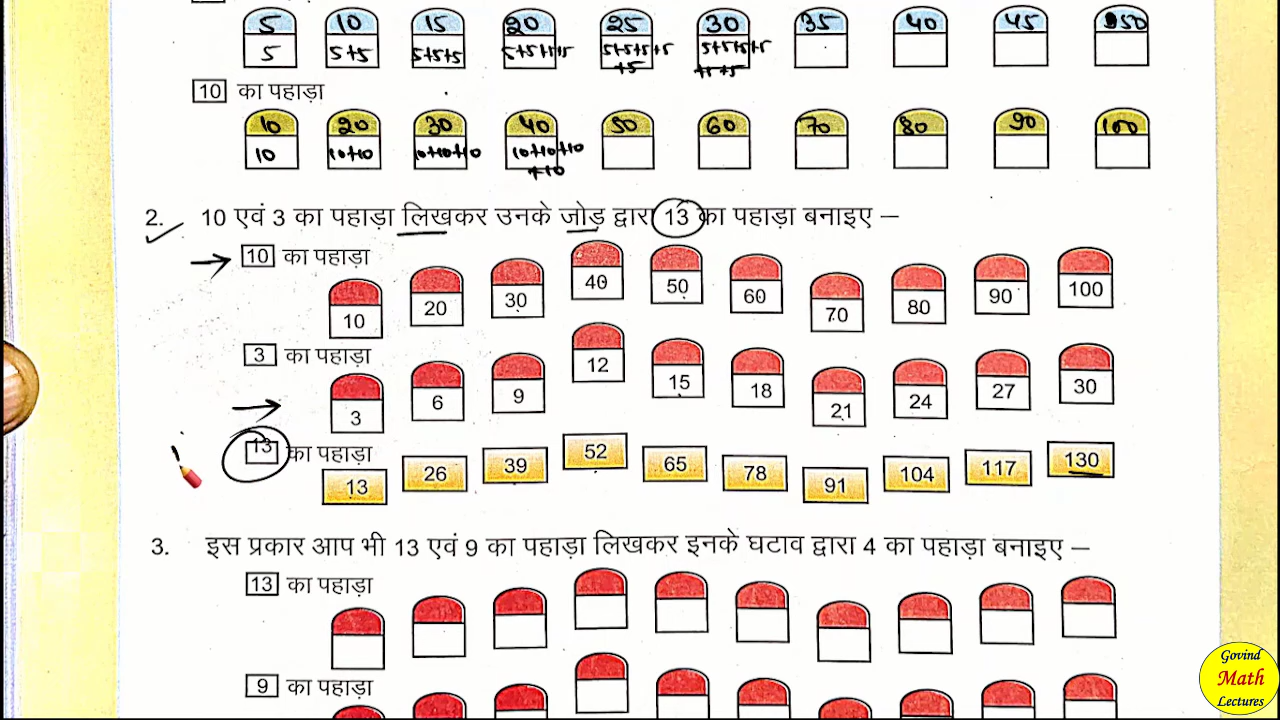 5 10 15 20 25 30 35 40 45 50
5 5+5 5+5+5 5+5+5+5 5+5+5+5+5 5+5+5+5+5+5
10 का पहाड़ा
10 20 30 40 50 60 70 80 90 100
10 10+10 10+10+10 10+10+10+10
2. 10 एवं 3 का पहाड़ा लिखकर उनके जोड़ द्वारा 13 का पहाड़ा बनाइए –
10 का पहाड़ा
10 20 30 40 50 60 70 80 90 100
3 का पहाड़ा
3 6 9 12 15 18 21 24 27 30
13 का पहाड़ा
13 26 39 52 65 78 91 104 117 130
3. इस प्रकार आप भी 13 एवं 9 का पहाड़ा लिखकर इनके घटाव द्वारा 4 का पहाड़ा बनाइए –
13 का पहाड़ा
9 का पहाड़ा
Govind
Math
Lectures